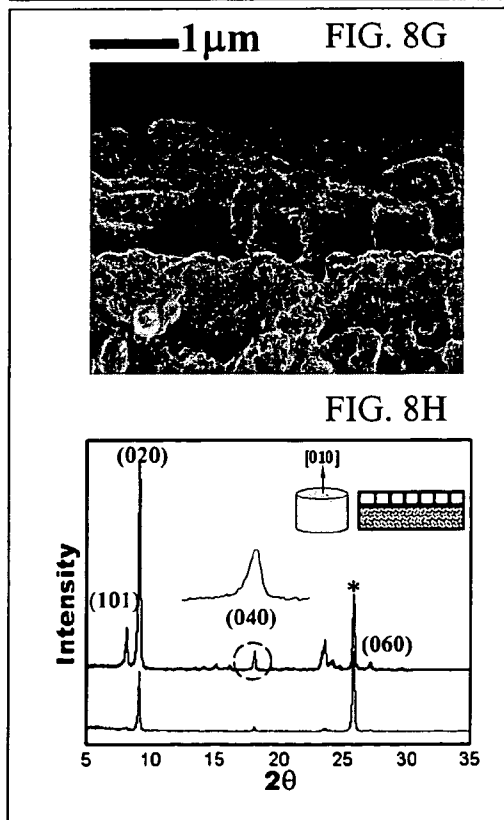 1μm FIG. 8G
FIG. 8H
(020)
[010]
(101)
(040)
*
(060)
Intensity
5 10 15 20 25 30 35
2θ